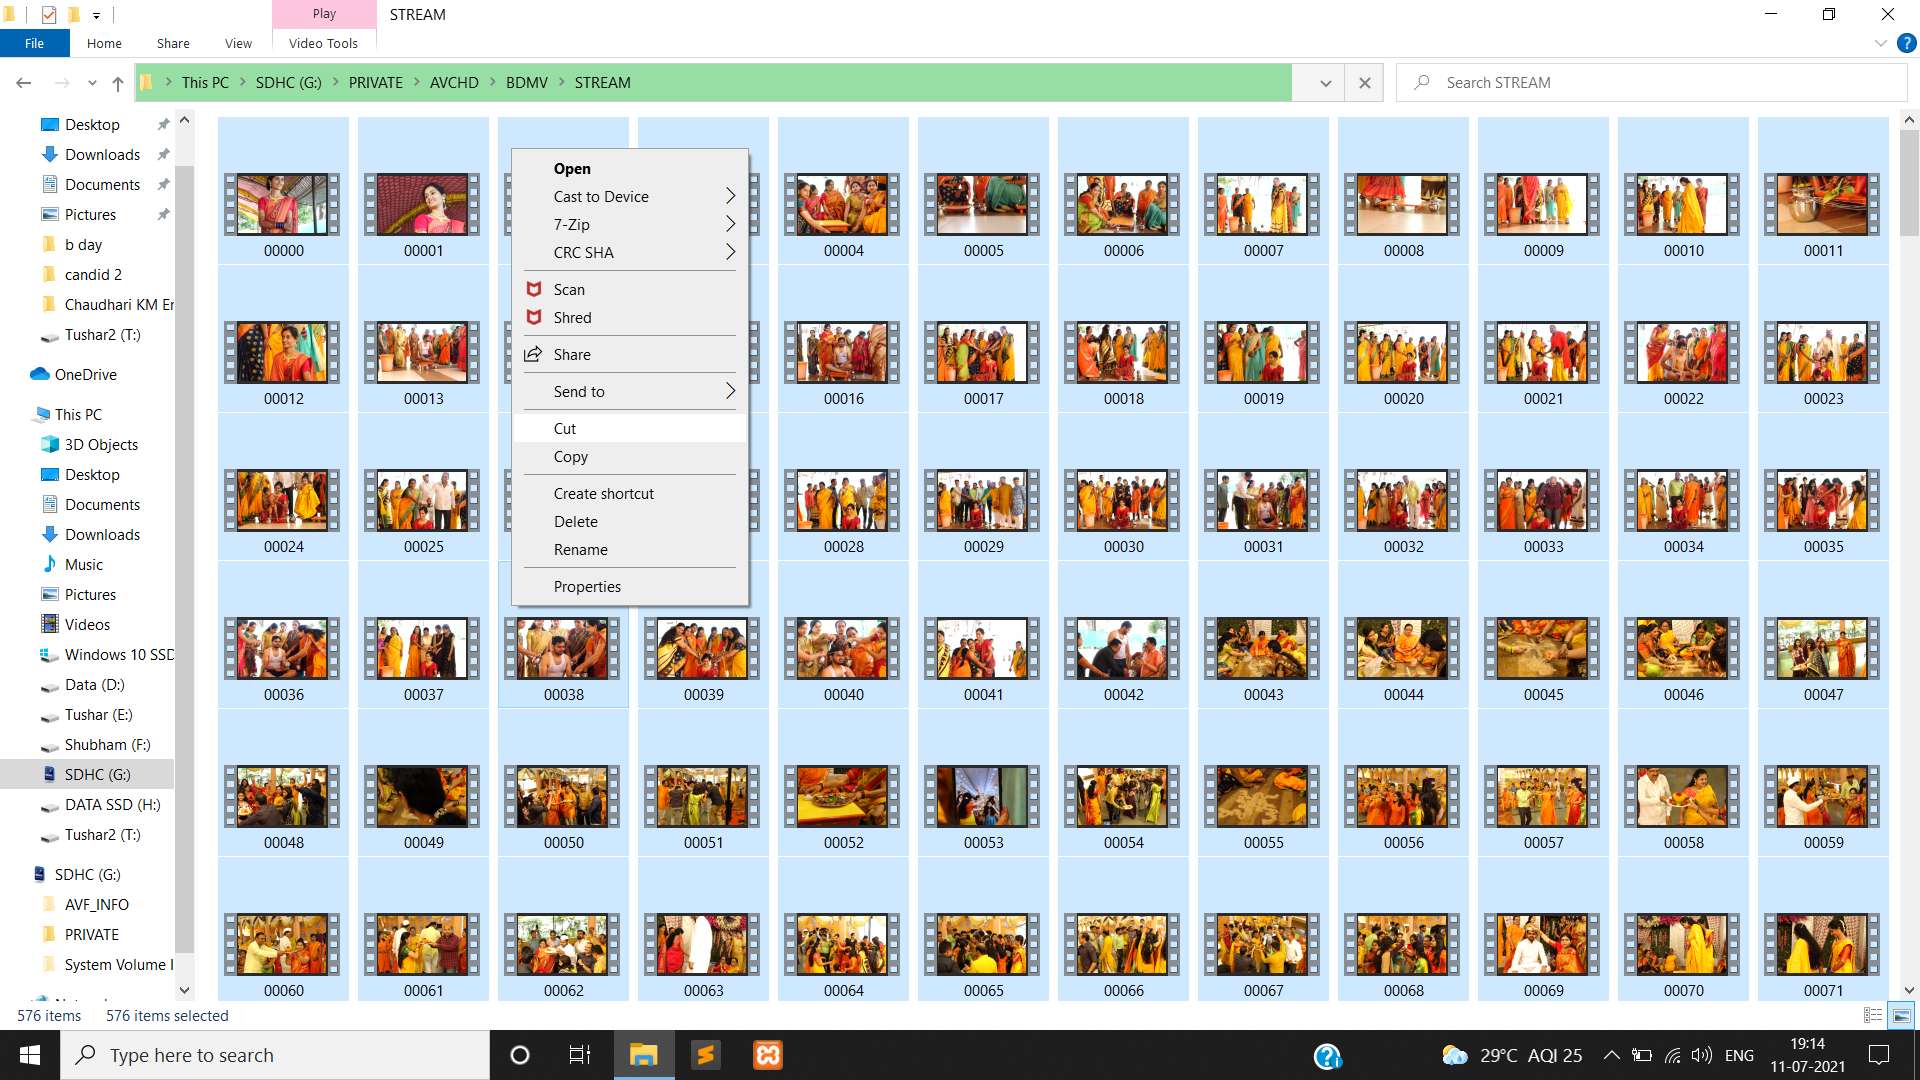 Play
STREAM
File
Home
Share
View
Video Tools
This PC
SDHC (G:)
PRIVATE
AVCHD
BDMV
STREAM
Search STREAM
Desktop
Downloads
Documents
Pictures
b day
candid 2
Chaudhari KM Er
Tushar2 (T:)
OneDrive
This PC
3D Objects
Desktop
Documents
Downloads
Music
Pictures
Videos
Windows 10 SSD
Data (D:)
Tushar (E:)
Shubham (F:)
SDHC (G:)
DATA SSD (H:)
Tushar2 (T:)
SDHC (G:)
AVF_INFO
PRIVATE
System Volume I
Open
Cast to Device
7-Zip
CRC SHA
Scan
Shred
Share
Send to
Cut
Copy
Create shortcut
Delete
Rename
Properties
00000 00001 00004 00005 00006 00007 00008 00009 00010 00011
00012 00013 00016 00017 00018 00019 00020 00021 00022 00023
00024 00025 00028 00029 00030 00031 00032 00033 00034 00035
00036 00037 00038 00039 00040 00041 00042 00043 00044 00045 00046 00047
00048 00049 00050 00051 00052 00053 00054 00055 00056 00057 00058 00059
00060 00061 00062 00063 00064 00065 00066 00067 00068 00069 00070 00071
576 items
576 items selected
Type here to search
29°C AQI 25
ENG
19:14
11-07-2021